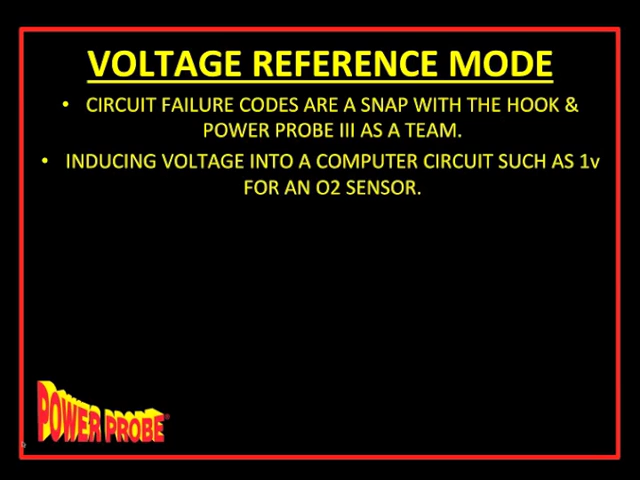 VOLTAGE REFERENCE MODE
• CIRCUIT FAILURE CODES ARE A SNAP WITH THE HOOK &
POWER PROBE III AS A TEAM.
• INDUCING VOLTAGE INTO A COMPUTER CIRCUIT SUCH AS 1v
FOR AN O2 SENSOR.
POWER PROBE®